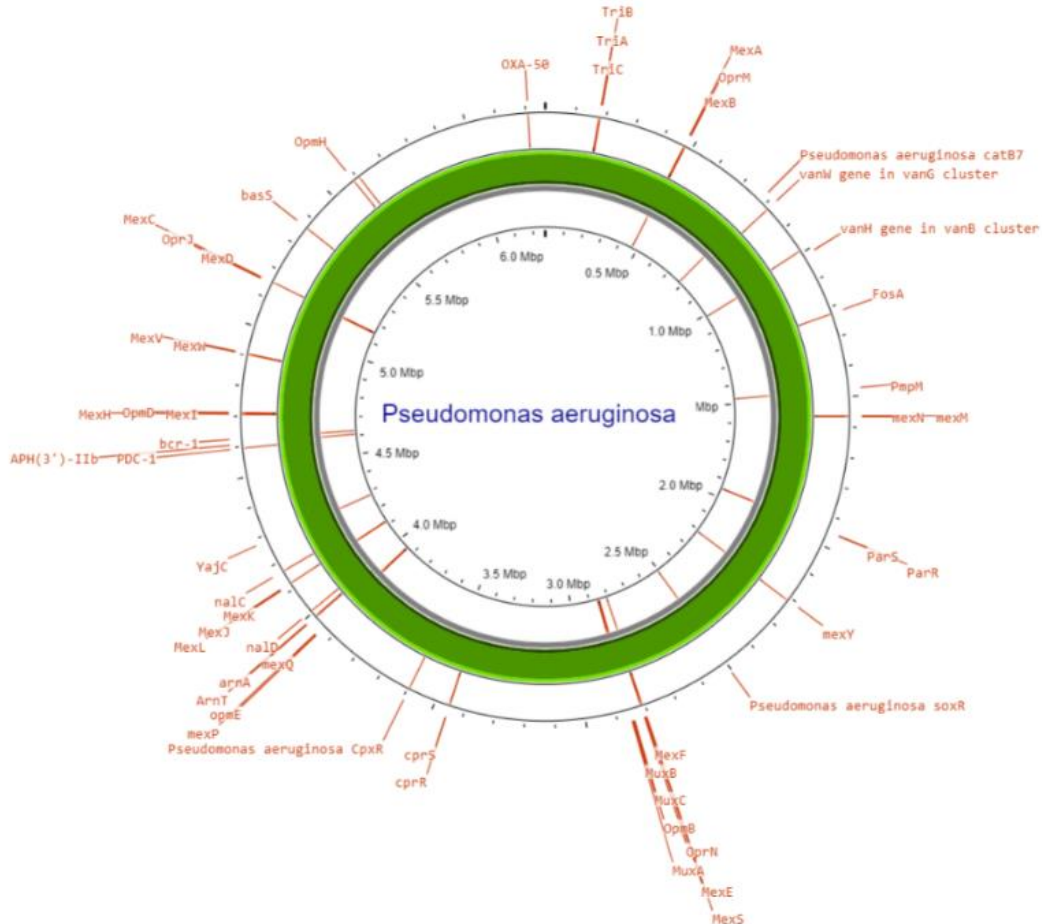 TriB
TriA
TriC
OXA-50
MexA
OprM
MexB
OpmH
Pseudomonas aeruginosa catB7
vanW gene in vanG cluster
basS
MexC
OprJ
MexD
vanH gene in vanB cluster
6.0 Mbp
0.5 Mbp
5.5 Mbp
FosA
1.0 Mbp
MexV
MexW
5.0 Mbp
PmpM
Mbp
MexH OpmD MexI
Pseudomonas aeruginosa
mexN mexM
bcr-1
APH(3')-IIb PDC-1
4.5 Mbp
2.0 Mbp
4.0 Mbp
2.5 Mbp
ParS
ParR
YajC
3.5 Mbp
3.0 Mbp
nalC
MexK
MexJ
MexL
nalD
mexY
mexQ
arnA
ArnT
opmE
mexP
Pseudomonas aeruginosa soxR
Pseudomonas aeruginosa CpxR
cprS
cprR
MexF
MuxB
MuxC
OpmB
OprN
MuxA
MexE
MexS